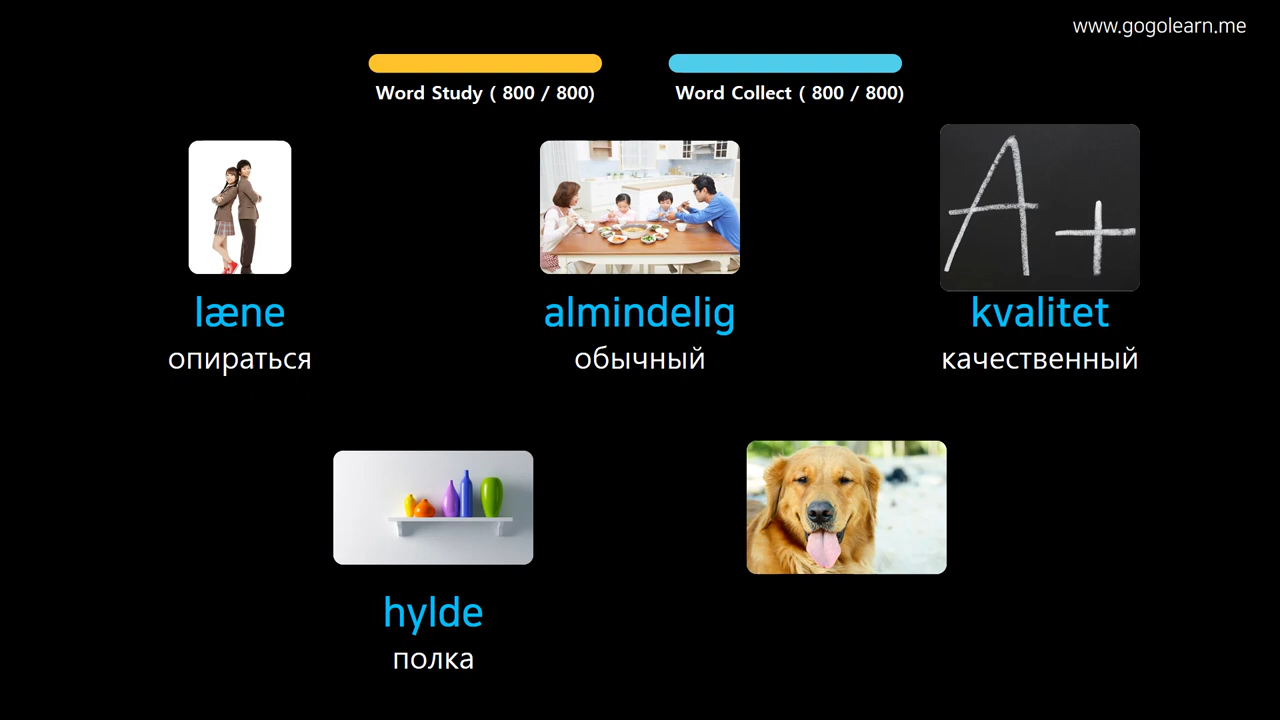 www.gogolearn.me
Word Study ( 800 / 800)
Word Collect ( 800 / 800)
A+
læne
опираться
almindelig
обычный
kvalitet
качественный
hylde
полка